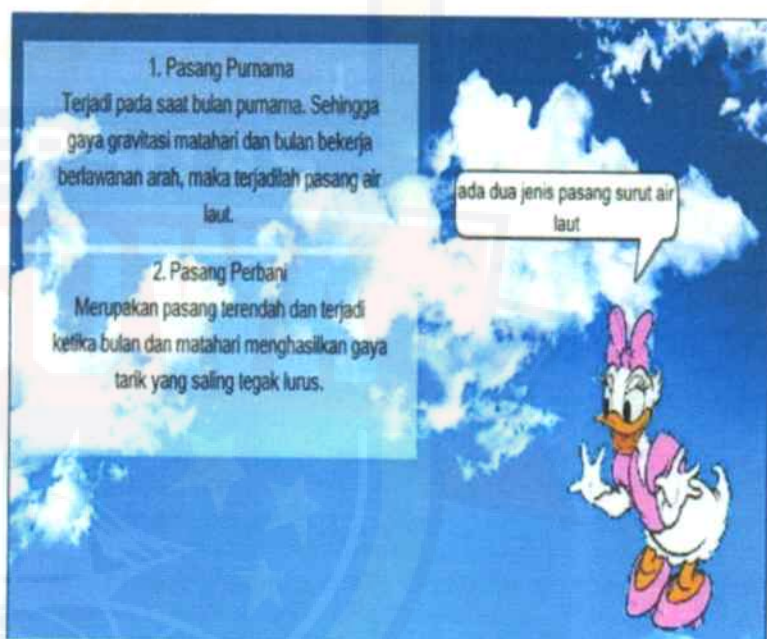 1. Pasang Purnama
Terjadi pada saat bulan purnama. Sehingga
gaya gravitasi matahari dan bulan bekerja
berlawanan arah, maka terjadilah pasang air
laut.
2. Pasang Perbani
Merupakan pasang terendah dan terjadi
ketika bulan dan matahari menghasilkan gaya
tarik yang saling tegak lurus.
ada dua jenis pasang surut air
laut